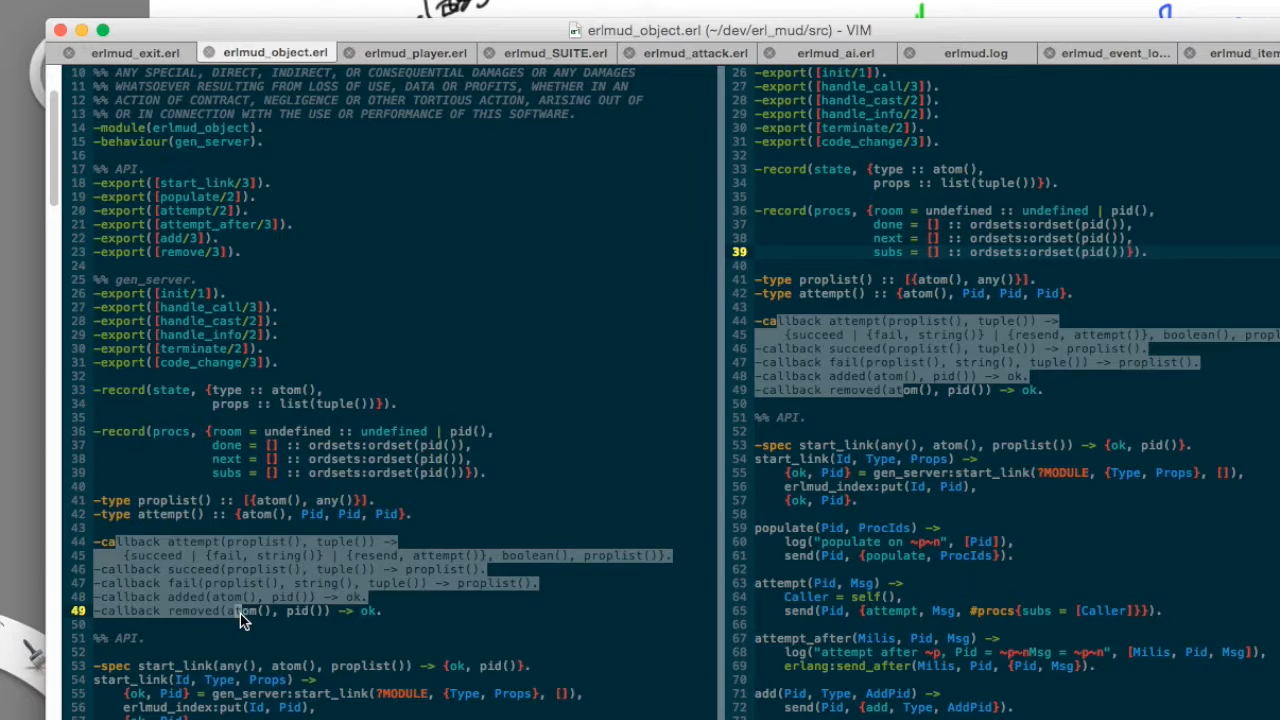 erlmud_object.erl (~/dev/erl_mud/src) - VIM
erlmud_exit.erl erlmud_object.erl erlmud_player.erl erlmud_SUITE.erl erlmud_attack.erl erlmud_ai.erl erlmud.log erlmud_event_lo... erlmud_item
10 %% ANY SPECIAL, DIRECT, INDIRECT, OR CONSEQUENTIAL DAMAGES OR ANY DAMAGES
11 %% WHATSOEVER RESULTING FROM LOSS OF USE, DATA OR PROFITS, WHETHER IN AN
12 %% ACTION OF CONTRACT, NEGLIGENCE OR OTHER TORTIOUS ACTION, ARISING OUT OF
13 %% OR IN CONNECTION WITH THE USE OR PERFORMANCE OF THIS SOFTWARE.
14 -module(erlmud_object).
15 -behaviour(gen_server).
16
17 %% API.
18 -export([start_link/3]).
19 -export([populate/2]).
20 -export([attempt/2]).
21 -export([attempt_after/3]).
22 -export([add/3]).
23 -export([remove/3]).
24
25 %% gen_server.
26 -export([init/1]).
27 -export([handle_call/3]).
28 -export([handle_cast/2]).
29 -export([handle_info/2]).
30 -export([terminate/2]).
31 -export([code_change/3]).
32
33 -record(state, {type :: atom(),
34 props :: list(tuple())}).
35
36 -record(procs, {room = undefined :: undefined | pid(),
37 done = [] :: ordsets:ordset(pid()),
38 next = [] :: ordsets:ordset(pid()),
39 subs = [] :: ordsets:ordset(pid())}).
40
41 -type proplist() :: [{atom(), any()}].
42 -type attempt() :: {atom(), Pid, Pid, Pid}.
43
44 -callback attempt(proplist(), tuple()) ->
45 {succeed | {fail, string()} | {resend, attempt()}, boolean(), proplist()}.
46 -callback succeed(proplist(), tuple()) -> proplist().
47 -callback fail(proplist(), string(), tuple()) -> proplist().
48 -callback added(atom(), pid()) -> ok.
49 -callback removed(atom(), pid()) -> ok.
50
51 %% API.
52
53 -spec start_link(any(), atom(), proplist()) -> {ok, pid()}.
54 start_link(Id, Type, Props) ->
55 {ok, Pid} = gen_server:start_link(?MODULE, {Type, Props}, []),
56 erlmud_index:put(Id, Pid),
26 -export([init/1]).
27 -export([handle_call/3]).
28 -export([handle_cast/2]).
29 -export([handle_info/2]).
30 -export([terminate/2]).
31 -export([code_change/3]).
32
33 -record(state, {type :: atom(),
34 props :: list(tuple())}).
35
36 -record(procs, {room = undefined :: undefined | pid(),
37 done = [] :: ordsets:ordset(pid()),
38 next = [] :: ordsets:ordset(pid()),
39 subs = [] :: ordsets:ordset(pid())}).
40
41 -type proplist() :: [{atom(), any()}].
42 -type attempt() :: {atom(), Pid, Pid, Pid}.
43
44 -callback attempt(proplist(), tuple()) ->
45 {succeed | {fail, string()} | {resend, attempt()}, boolean(), propl
46 -callback succeed(proplist(), tuple()) -> proplist().
47 -callback fail(proplist(), string(), tuple()) -> proplist().
48 -callback added(atom(), pid()) -> ok.
49 -callback removed(atom(), pid()) -> ok.
50
51 %% API.
52
53 -spec start_link(any(), atom(), proplist()) -> {ok, pid()}.
54 start_link(Id, Type, Props) ->
55 {ok, Pid} = gen_server:start_link(?MODULE, {Type, Props}, []),
56 erlmud_index:put(Id, Pid),
57 {ok, Pid}.
58
59 populate(Pid, ProcIds) ->
60 log("populate on ~p~n", [Pid]),
61 send(Pid, {populate, ProcIds}).
62
63 attempt(Pid, Msg) ->
64 Caller = self(),
65 send(Pid, {attempt, Msg, #procs{subs = [Caller]}}).
66
67 attempt_after(Milis, Pid, Msg) ->
68 log("attempt after ~p, Pid = ~p~nMsg = ~p~n", [Milis, Pid, Msg]),
69 erlang:send_after(Milis, Pid, {Pid, Msg}).
70
71 add(Pid, Type, AddPid) ->
72 send(Pid, {add, Type, AddPid}).